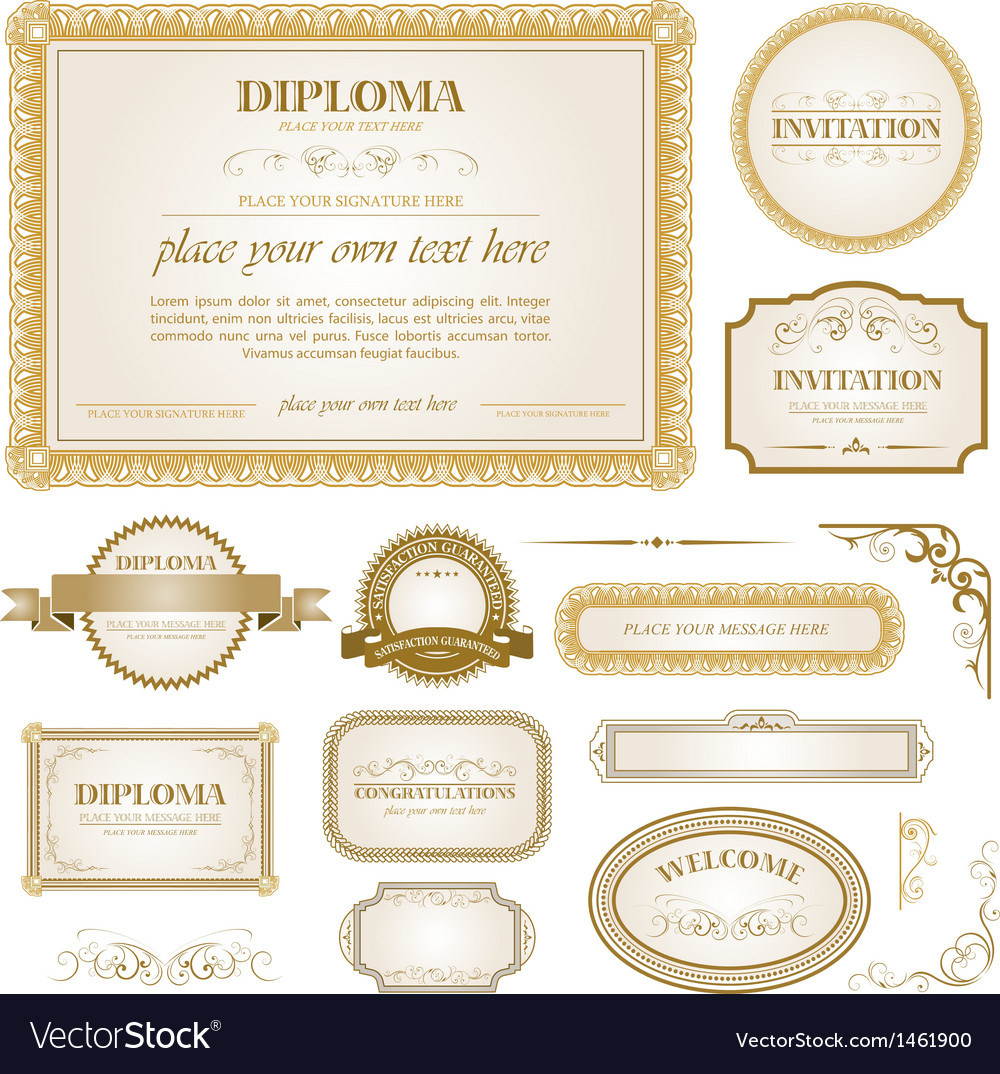 DIPLOMA
PLACE YOUR TEXT HERE
PLACE YOUR SIGNATURE HERE
place your own text here
Lorem ipsum dolor sit amet, consectetur adipiscing elit. Integer
tincidunt, enim non ultricies facilisis, lacus est ultricies arcu, vitae
commodo nunc urna vel purus. Fusce lobortis accumsan tortor.
Vivamus accumsan feugiat faucibus.
PLACE YOUR SIGNATURE HERE
place your own text here
PLACE YOUR SIGNATURE HERE
INVITATION
INVITATION
PLACE YOUR MESSAGE HERE
PLACE YOUR MESSAGE HERE
DIPLOMA
PLACE YOUR MESSAGE HERE
PLACE YOUR MESSAGE HERE
SATISFACTION GUARANTEED
SATISFACTION GUARANTEED
PLACE YOUR MESSAGE HERE
DIPLOMA
PLACE YOUR MESSAGE HERE
PLACE YOUR MESSAGE HERE
CONGRATULATIONS
place your own text here
WELCOME
VectorStock®
VectorStock.com/1461900